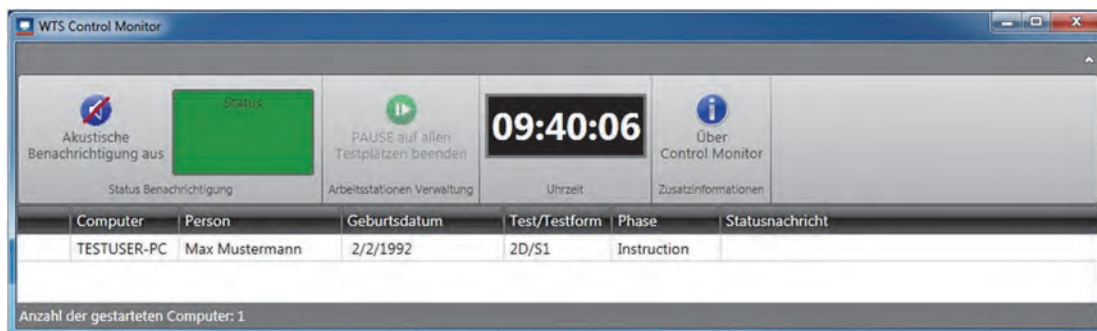 WTS Control Monitor
Akustische
Benachrichtigung aus
Status
Status Benachrichtigung
PAUSE auf allen
Testplätzen beenden
Arbeitsstationen Verwaltung
09:40:06
Uhrzeit
Über
Control Monitor
Zusatzinformationen
Computer Person Geburtsdatum Test/Testform Phase Statusnachricht
TESTUSER-PC Max Mustermann 2/2/1992 2D/S1 Instruction
Anzahl der gestarteten Computer: 1